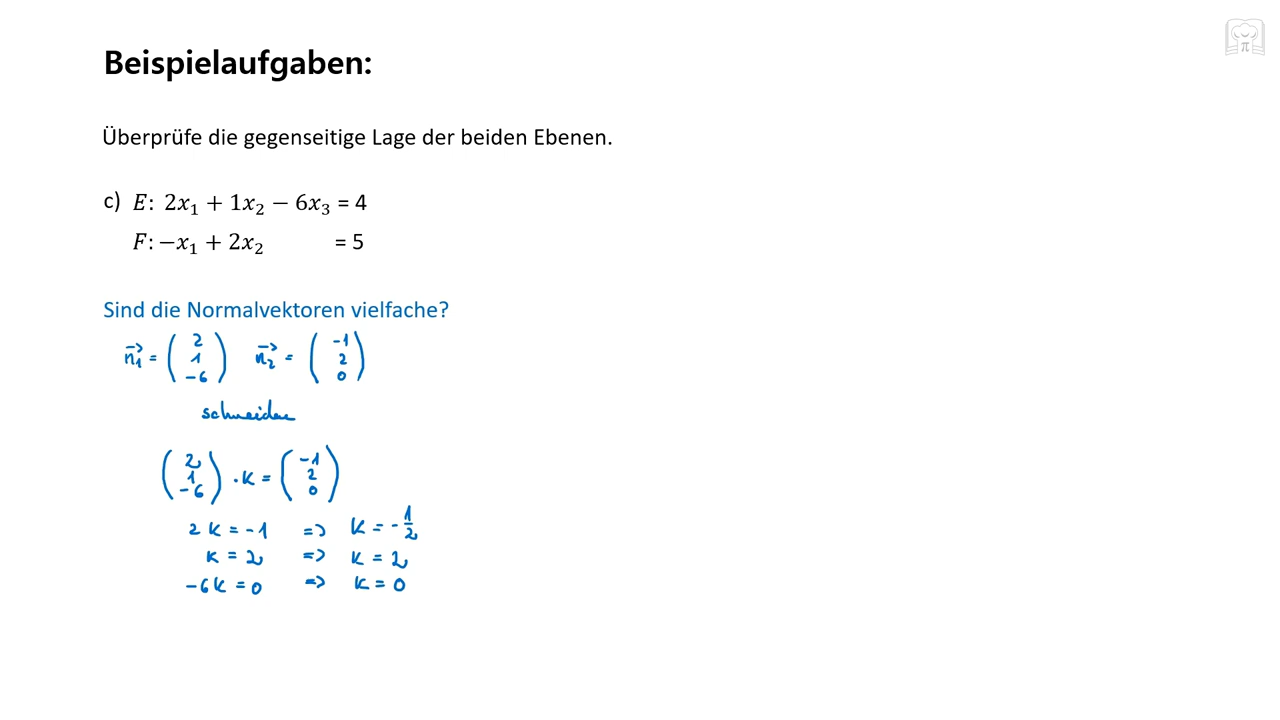 Beispielaufgaben:
Überprüfe die gegenseitige Lage der beiden Ebenen.
c) E: 2x₁ + 1x₂ − 6x₃ = 4
F: −x₁ + 2x₂ = 5
Sind die Normalvektoren vielfache?
n₁⃗ = (2 1 −6) n₂⃗ = (−1 2 0)
schneiden
(2 1 −6) · k = (−1 2 0)
2k = −1 => k = −1/2
k = 2 => k = 2
−6k = 0 => k = 0
π